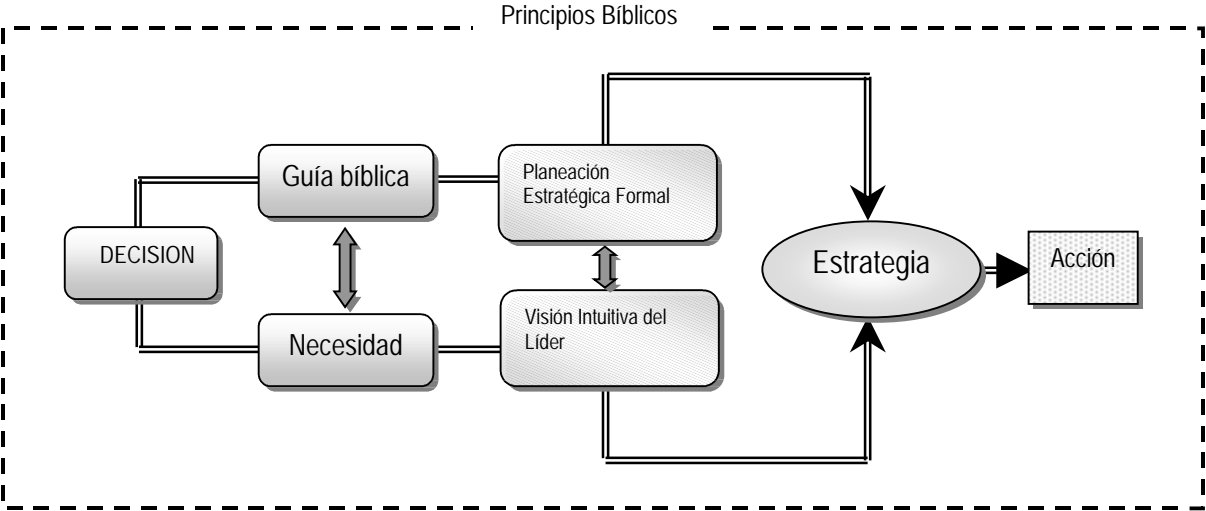 Principios Bíblicos
Guía bíblica
Planeación
Estratégica Formal
DECISION
Estrategia
Acción
Necesidad
Visión Intuitiva del
Líder